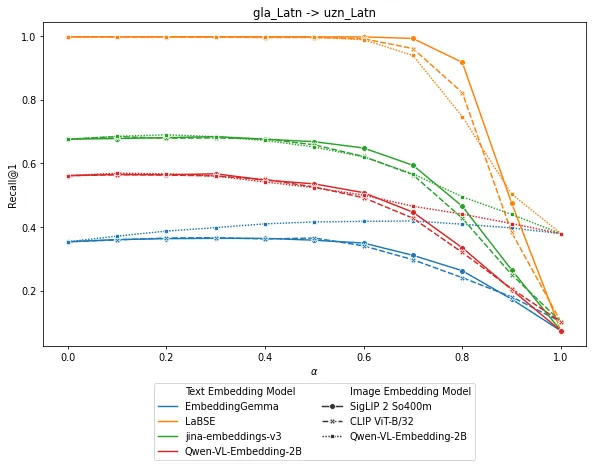 gla_Latn -> uzn_Latn
Recall@1
1.0
0.8
0.6
0.4
0.2
0.0 0.2 0.4 0.6 0.8 1.0
α
Text Embedding Model
EmbeddingGemma
LaBSE
jina-embeddings-v3
Qwen-VL-Embedding-2B
Image Embedding Model
SigLIP 2 So400m
CLIP ViT-B/32
Qwen-VL-Embedding-2B